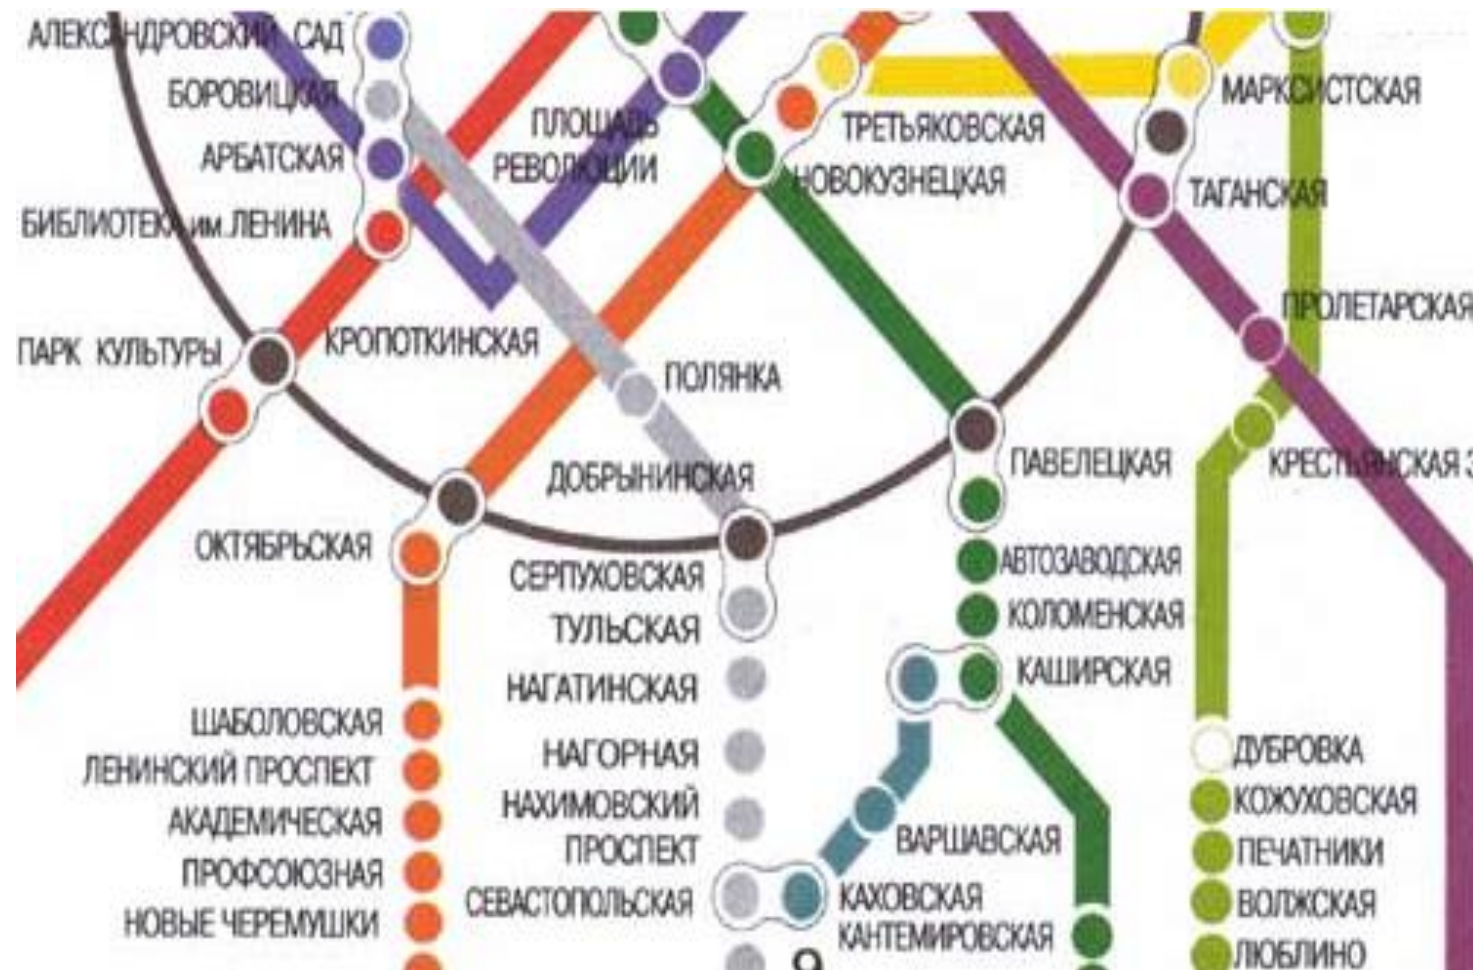 АЛЕКСАНДРОВСКИЙ САД
БОРОВИЦКАЯ
АРБАТСКАЯ
БИБЛИОТЕКА им.ЛЕНИНА
ПЛОЩАДЬ
РЕВОЛЮЦИИ
ТРЕТЬЯКОВСКАЯ
НОВОКУЗНЕЦКАЯ
МАРКСИСТСКАЯ
ТАГАНСКАЯ
ПРОЛЕТАРСКАЯ
ПАРК КУЛЬТУРЫ
КРОПОТКИНСКАЯ
ПОЛЯНКА
ДОБРЫНИНСКАЯ
ПАВЕЛЕЦКАЯ
КРЕСТЬЯНСКАЯ З
ОКТЯБРЬСКАЯ
СЕРПУХОВСКАЯ
ТУЛЬСКАЯ
НАГАТИНСКАЯ
НАГОРНАЯ
НАХИМОВСКИЙ
ПРОСПЕКТ
СЕВАСТОПОЛЬСКАЯ
АВТОЗАВОДСКАЯ
КОЛОМЕНСКАЯ
КАШИРСКАЯ
ВАРШАВСКАЯ
КАХОВСКАЯ
КАНТЕМИРОВСКАЯ
ШАБОЛОВСКАЯ
ЛЕНИНСКИЙ ПРОСПЕКТ
АКАДЕМИЧЕСКАЯ
ПРОФСОЮЗНАЯ
НОВЫЕ ЧЕРЕМУШКИ
ДУБРОВКА
КОЖУХОВСКАЯ
ПЕЧАТНИКИ
ВОЛЖСКАЯ
ЛЮБЛИНО
9